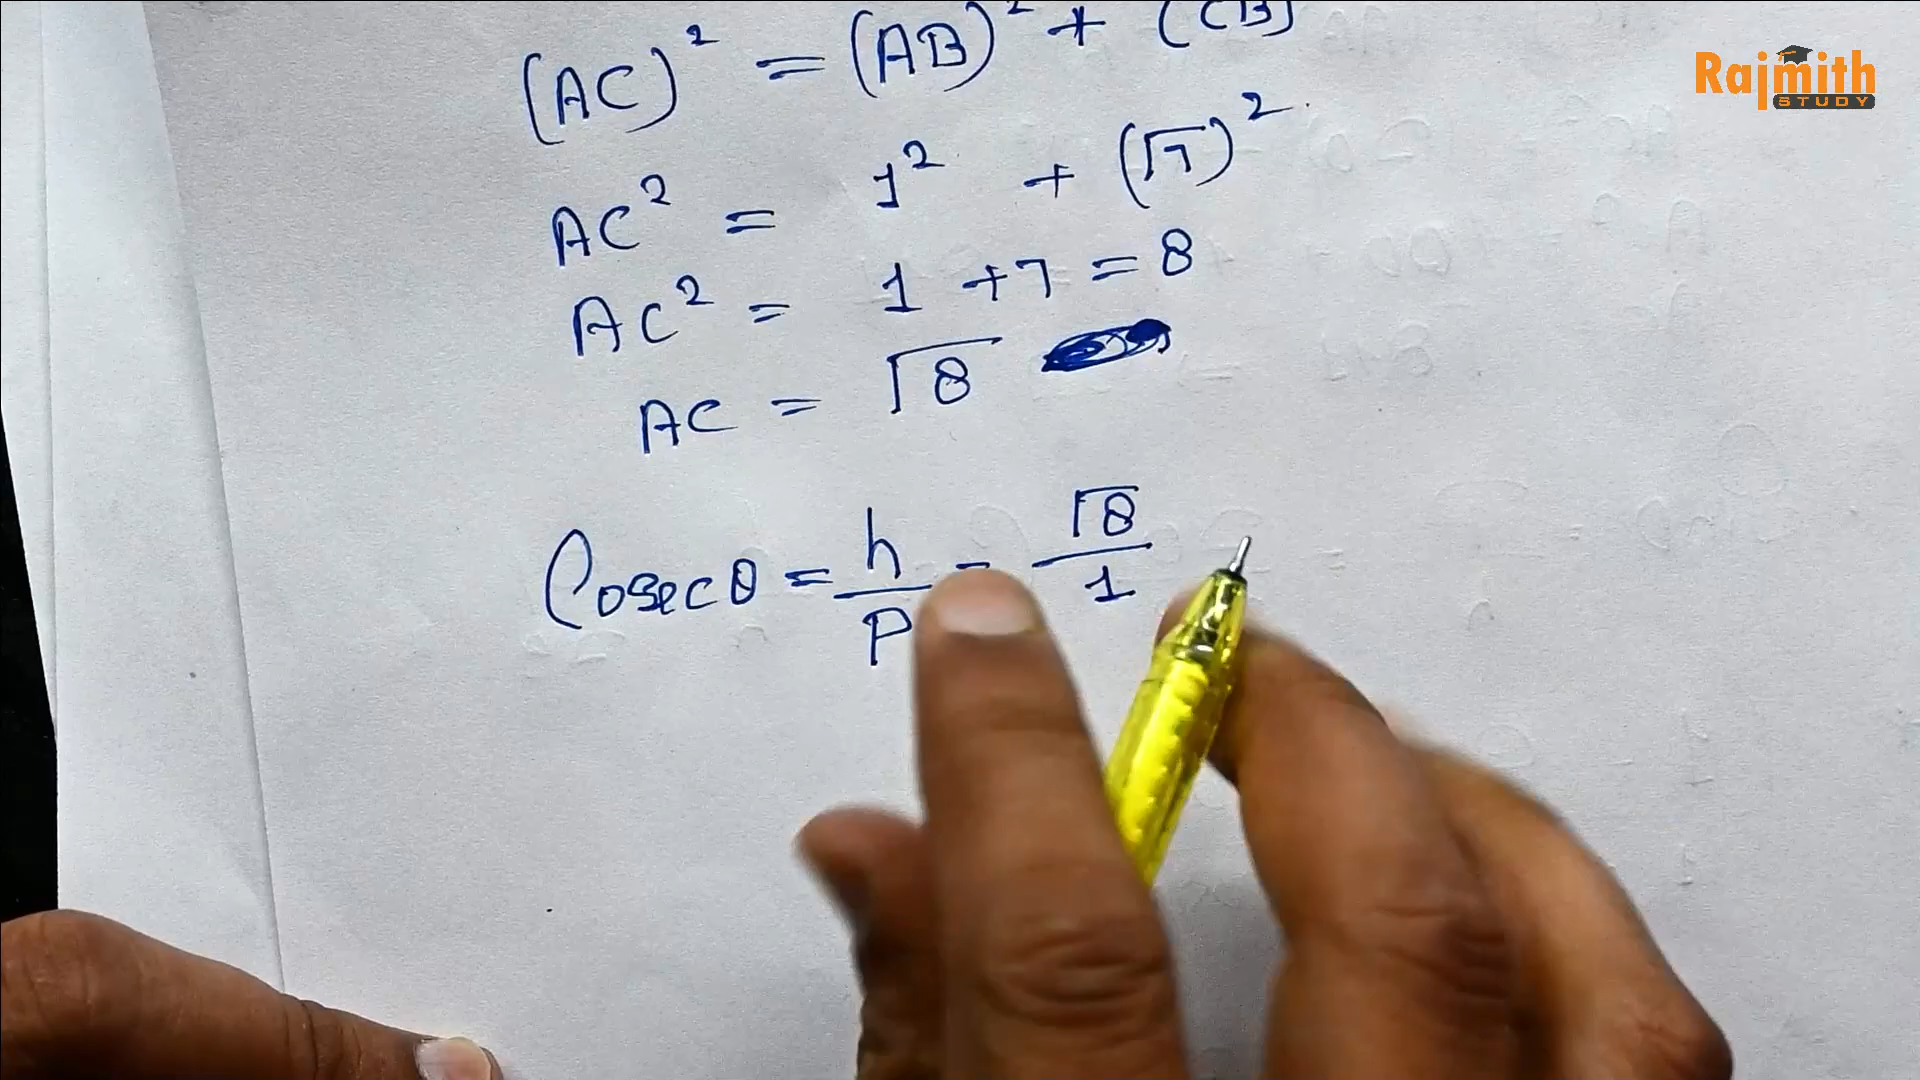 (AC)² = (AB)² + (CB)
AC² = 1² + (√7)²
AC² = 1 + 7 = 8
AC = √8
Cosecθ = h/P = √8/1
Rajmith
STUDY